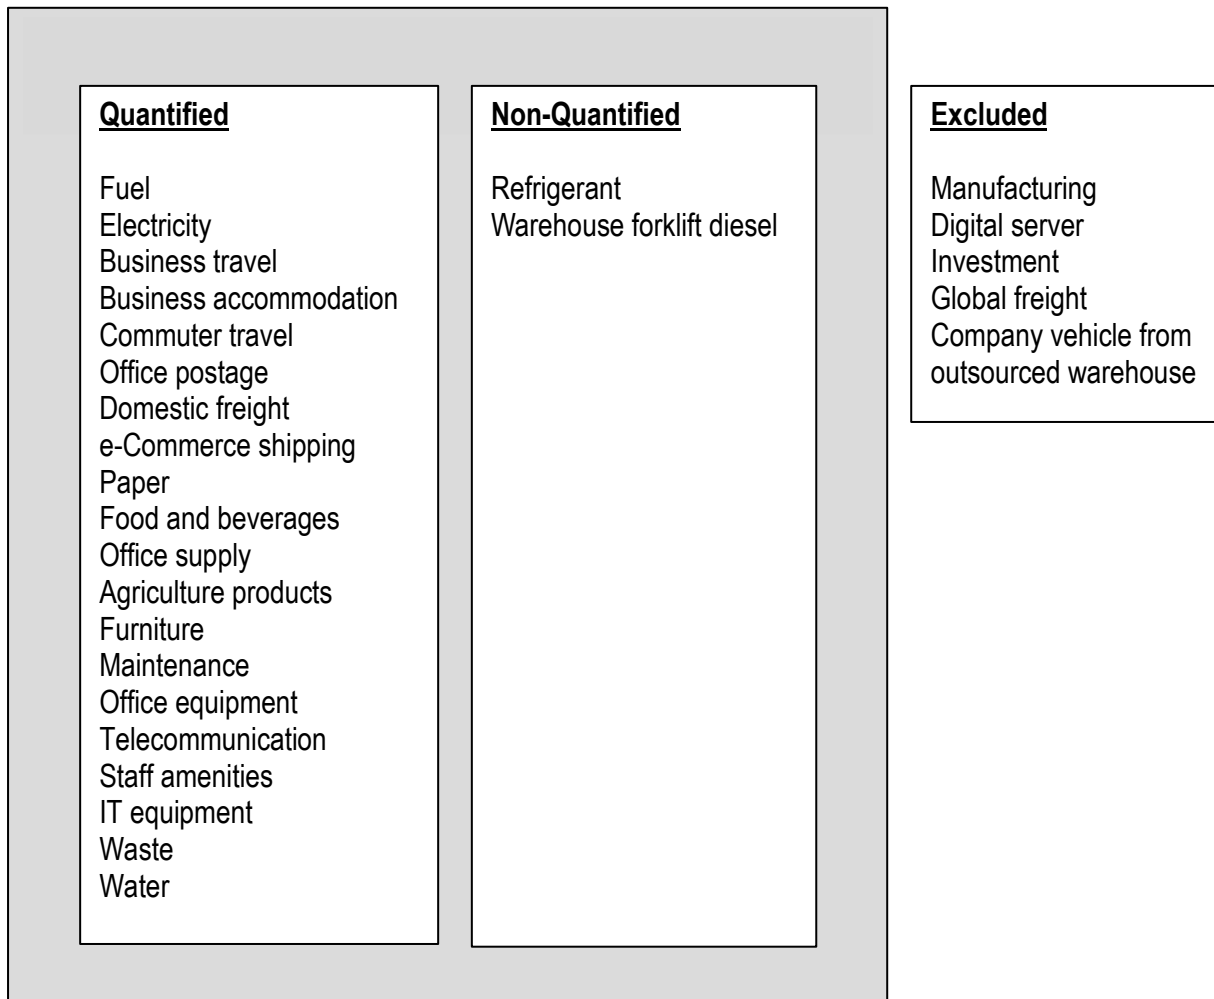 Quantified
Fuel
Electricity
Business travel
Business accommodation
Commuter travel
Office postage
Domestic freight
e-Commerce shipping
Paper
Food and beverages
Office supply
Agriculture products
Furniture
Maintenance
Office equipment
Telecommunication
Staff amenities
IT equipment
Waste
Water
Non-Quantified
Refrigerant
Warehouse forklift diesel
Excluded
Manufacturing
Digital server
Investment
Global freight
Company vehicle from
outsourced warehouse